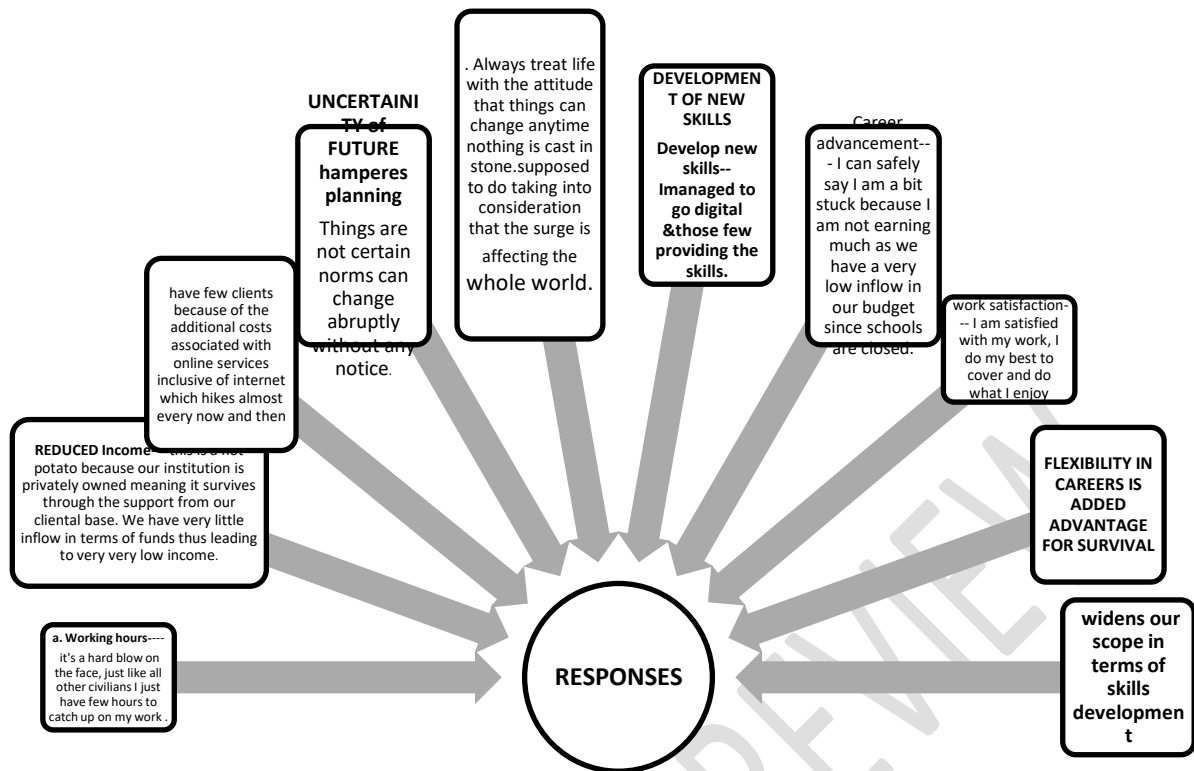 a. Working hours----
it's a hard blow on
the face, just like all
other civilians I just
have few hours to
catch up on my work .
REDUCED Income- this is a hot
potato because our institution is
privately owned meaning it survives
through the support from our
cliental base. We have very little
inflow in terms of funds thus leading
to very very low income.
have few clients
because of the
additional costs
associated with
online services
inclusive of internet
which hikes almost
every now and then
UNCERTAINI
TY of
FUTURE
hamperes
planning
Things are
not certain
norms can
change
abruptly
without any
notice.
. Always treat life
with the attitude
that things can
change anytime
nothing is cast in
stone.supposed
to do taking into
consideration
that the surge is
affecting the
whole world.
DEVELOPMEN
T OF NEW
SKILLS
Develop new
skills--
Imanaged to
go digital
&those few
providing the
skills.
Career
advancement--
- I can safely
say I am a bit
stuck because I
am not earning
much as we
have a very
low inflow in
our budget
since schools
are closed.
work satisfaction-
-- I am satisfied
with my work, I
do my best to
cover and do
what I enjoy
FLEXIBILITY IN
CAREERS IS
ADDED
ADVANTAGE
FOR SURVIVAL
widens our
scope in
terms of
skills
developmen
t
RESPONSES